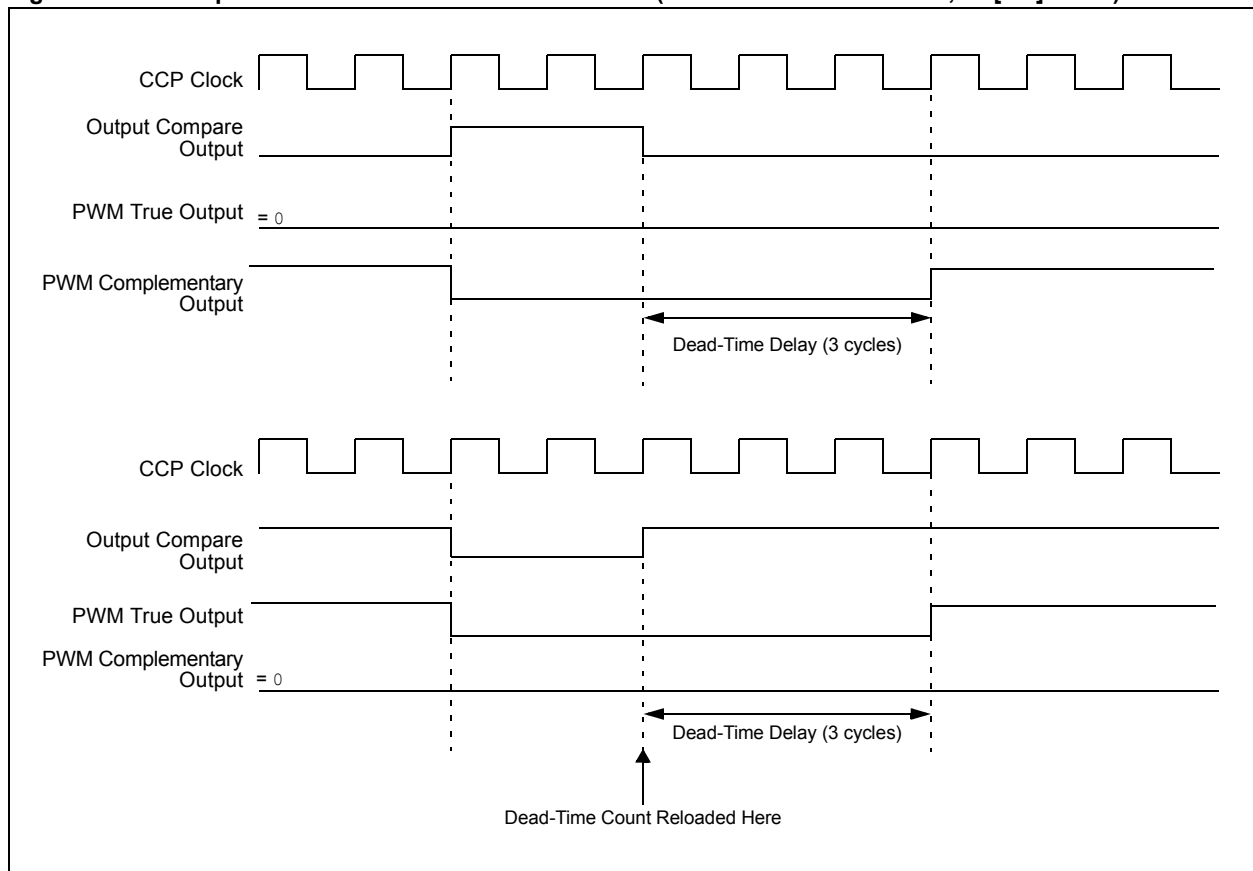 CCP Clock
Output Compare
Output
PWM True Output = 0
PWM Complementary
Output
Dead-Time Delay (3 cycles)
CCP Clock
Output Compare
Output
PWM True Output
PWM Complementary
Output = 0
Dead-Time Delay (3 cycles)
Dead-Time Count Reloaded Here